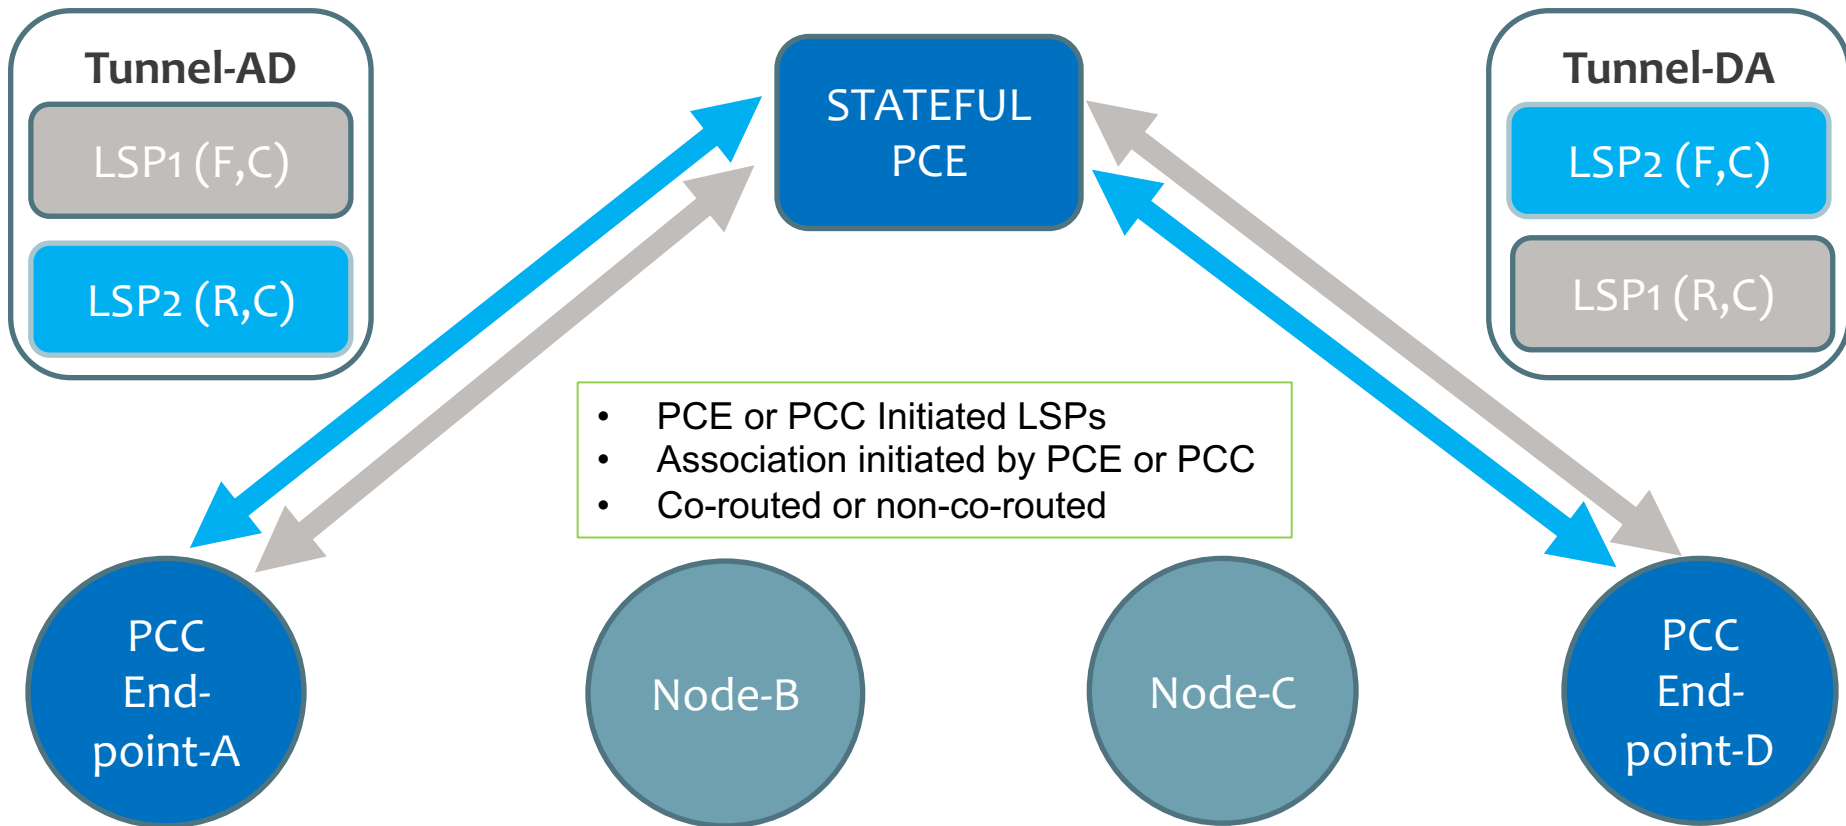 Tunnel-AD
LSP1 (F,C)
LSP2 (R,C)
STATEFUL
PCE
Tunnel-DA
LSP2 (F,C)
LSP1 (R,C)
• PCE or PCC Initiated LSPs
• Association initiated by PCE or PCC
• Co-routed or non-co-routed
PCC
End-
point-A
Node-B
Node-C
PCC
End-
point-D